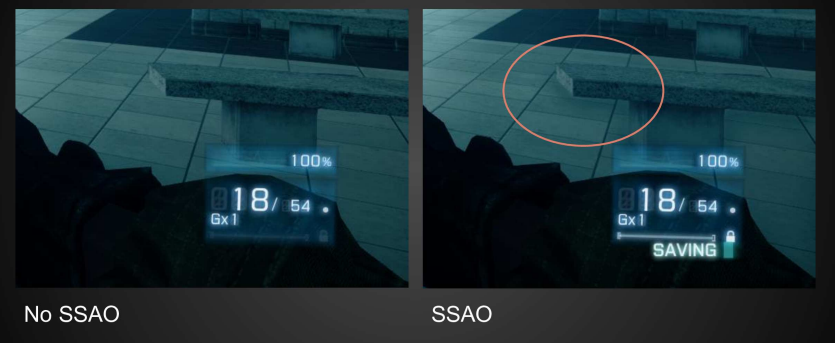 100%
18/ 54
Gx1
100%
18/ 54
Gx1
SAVING
No SSAO
SSAO